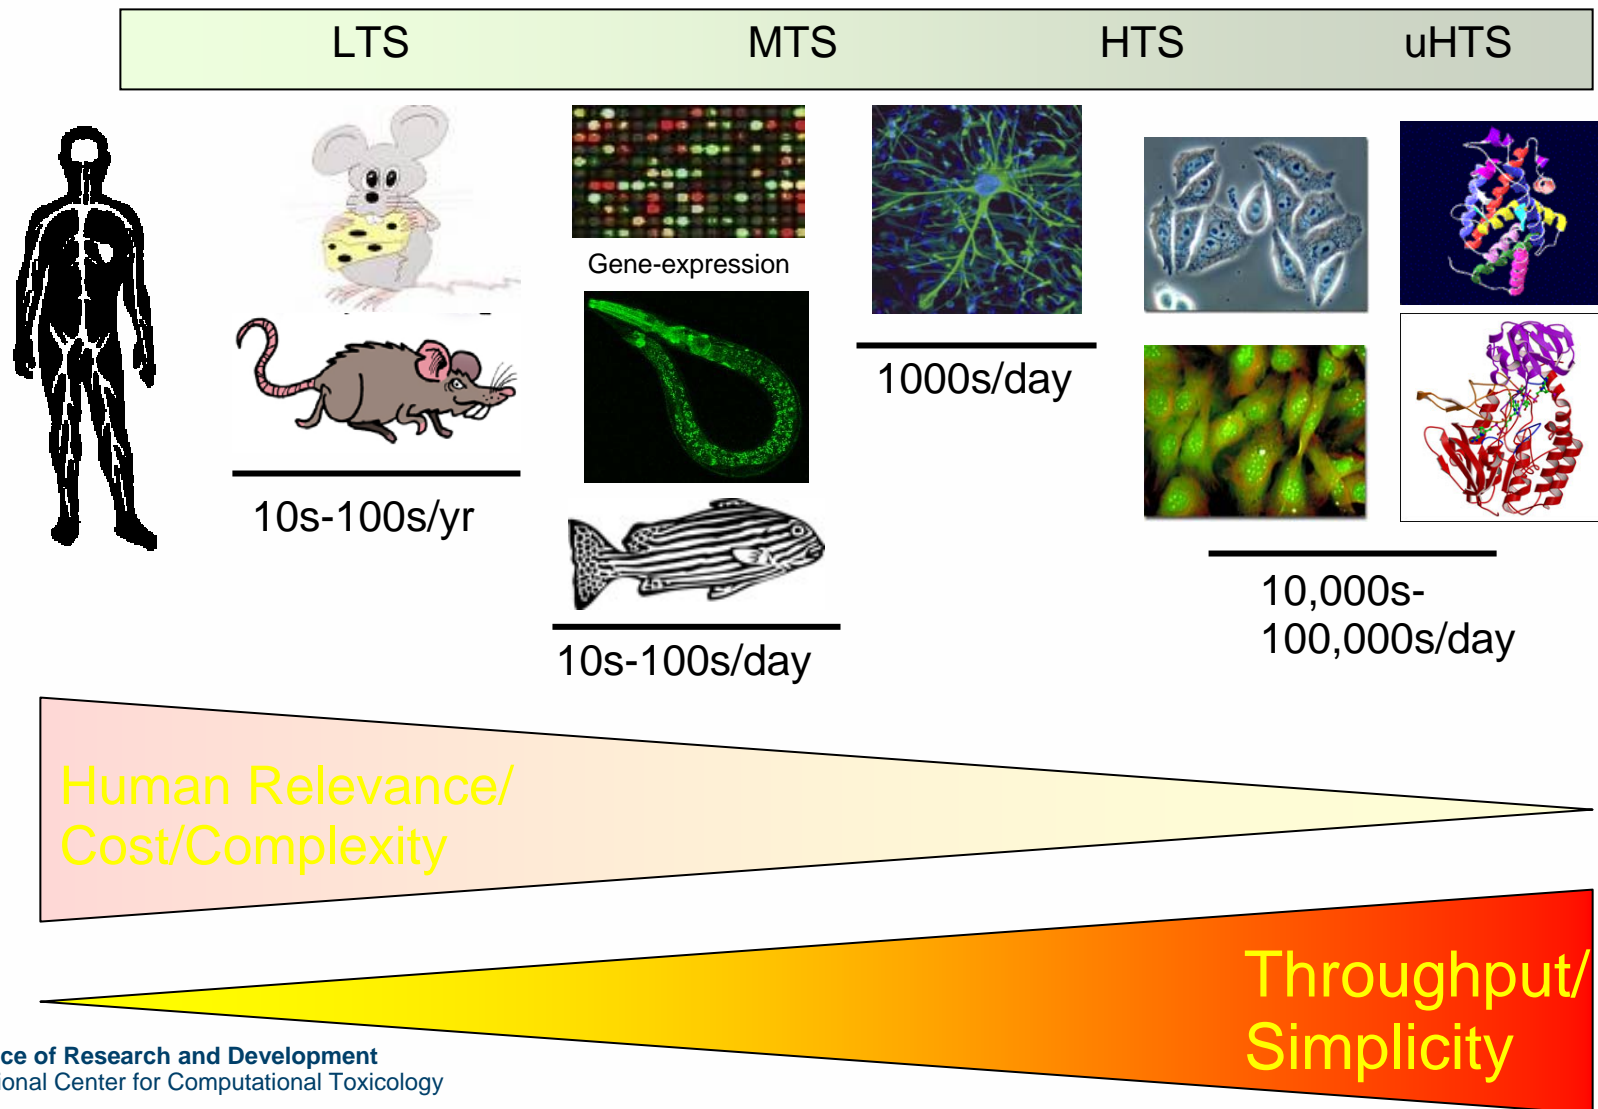 LTS MTS HTS uHTS
Gene-expression
1000s/day
10s-100s/yr
10,000s-
100,000s/day
10s-100s/day
Human Relevance/
Cost/Complexity
Throughput/
Simplicity
ce of Research and Development
ional Center for Computational Toxicology